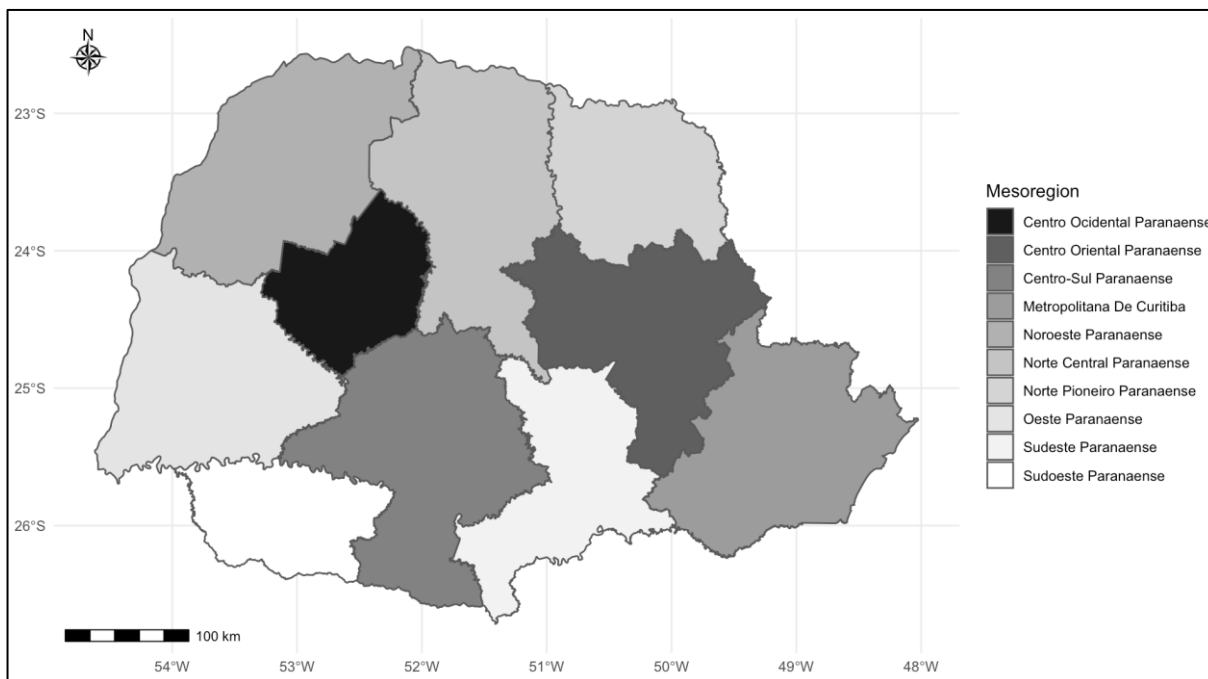 N
23°S
24°S
25°S
26°S
54°W 53°W 52°W 51°W 50°W 49°W 48°W
100 km
Mesoregion
Centro Ocidental Paranaense
Centro Oriental Paranaense
Centro-Sul Paranaense
Metropolitana De Curitiba
Noroeste Paranaense
Norte Central Paranaense
Norte Pioneiro Paranaense
Oeste Paranaense
Sudeste Paranaense
Sudoeste Paranaense